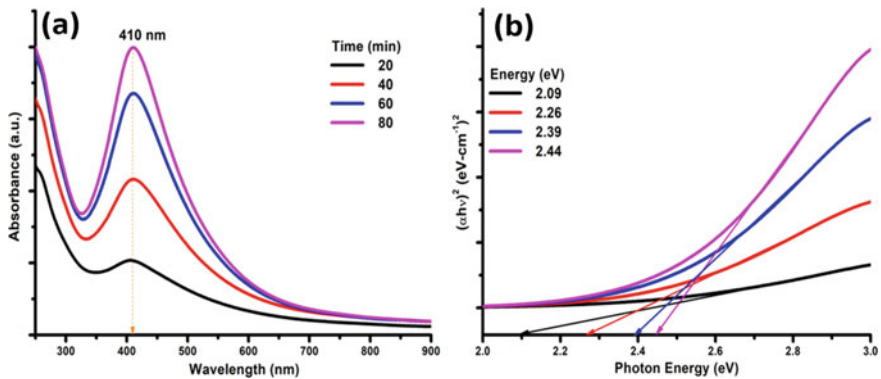 (a)
410 nm
Time (min)
20
40
60
80
Absorbance (a.u.)
300 400 500 600 700 800 900
Wavelength (nm)
(b)
Energy (eV)
2.09
2.26
2.39
2.44
(αhν)² (eV-cm⁻¹)²
2.0 2.2 2.4 2.6 2.8 3.0
Photon Energy (eV)